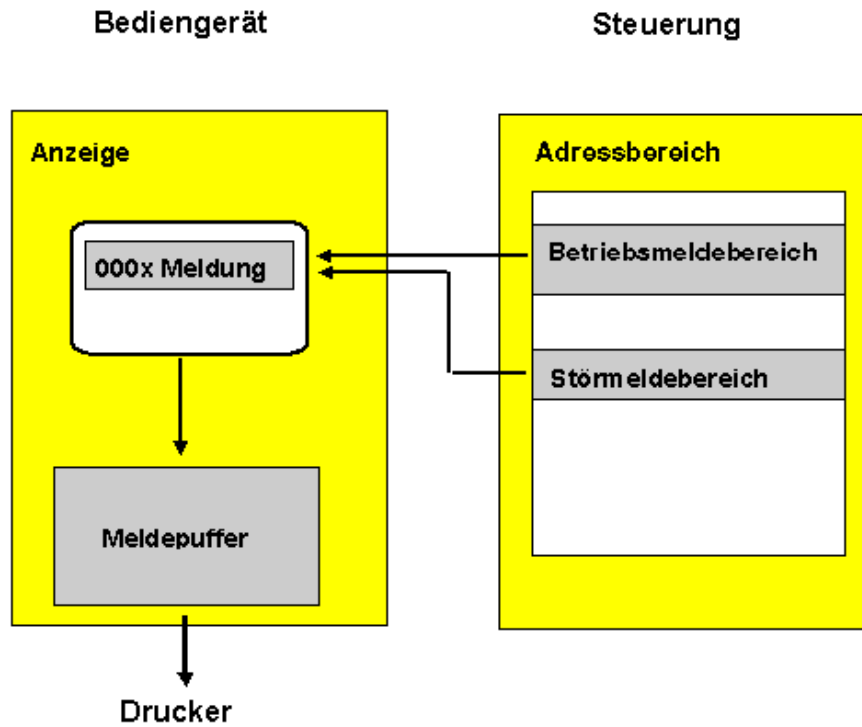 Bediengerät
Steuerung
Anzeige
Adressbereich
000x Meldung
Betriebsmeldebereich
Störmeldebereich
Meldepuffer
Drucker